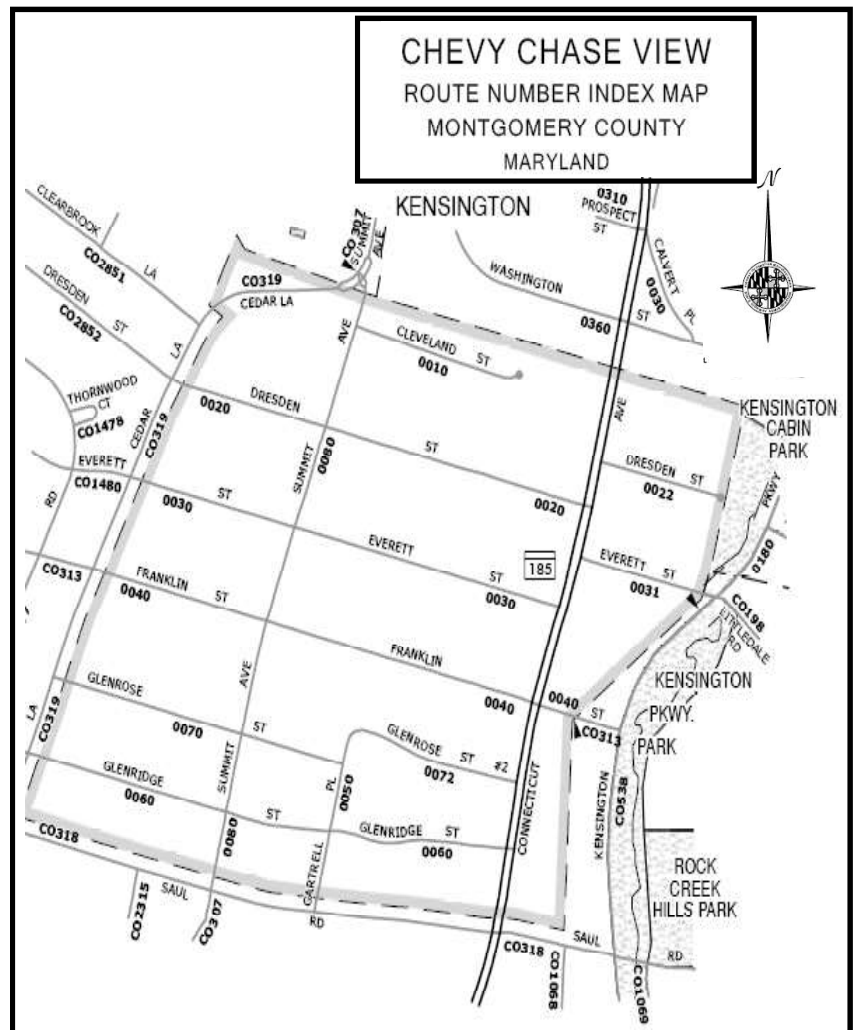 CHEVY CHASE VIEW
ROUTE NUMBER INDEX MAP
MONTGOMERY COUNTY
MARYLAND
N
0310
PROSPECT
ST
KENSINGTON
CALVERT PL
0030
WASHINGTON ST
0360
CLEARBROOK LA
CO2851
DRESDEN ST
CO2852
CO307
SUMMIT AVE
CO319
CEDAR LA
CLEVELAND ST
0010
AVE
THORNWOOD
CT
CO1478
CEDAR LA
CO319
0020
DRESDEN ST
0020
SUMMIT AVE
0080
AVE
KENSINGTON
CABIN
PARK
DRESDEN ST
0022
PKWY
0180
EVERETT
CO1480
RD
0030
ST
EVERETT
ST
0030
185
EVERETT ST
0031
CO198
LITTLEDALE
RD
CO313
FRANKLIN ST
0040
FRANKLIN
0040
0040
ST
CO313
KENSINGTON
PKWY.
PARK
AVE
LA
CO319
GLENROSE
0070
ST
GLENROSE
ST #2
0072
SUMMIT
0080
PL
0050
GARTRELL
GLENRIDGE
0060
ST
GLENRIDGE ST
0060
CONNECTICUT
KENSINGTON
CO538
ROCK
CREEK
HILLS PARK
CO318
SAUL
RD
CO2315
CO307
CO318
SAUL
RD
CO1068
CO1069